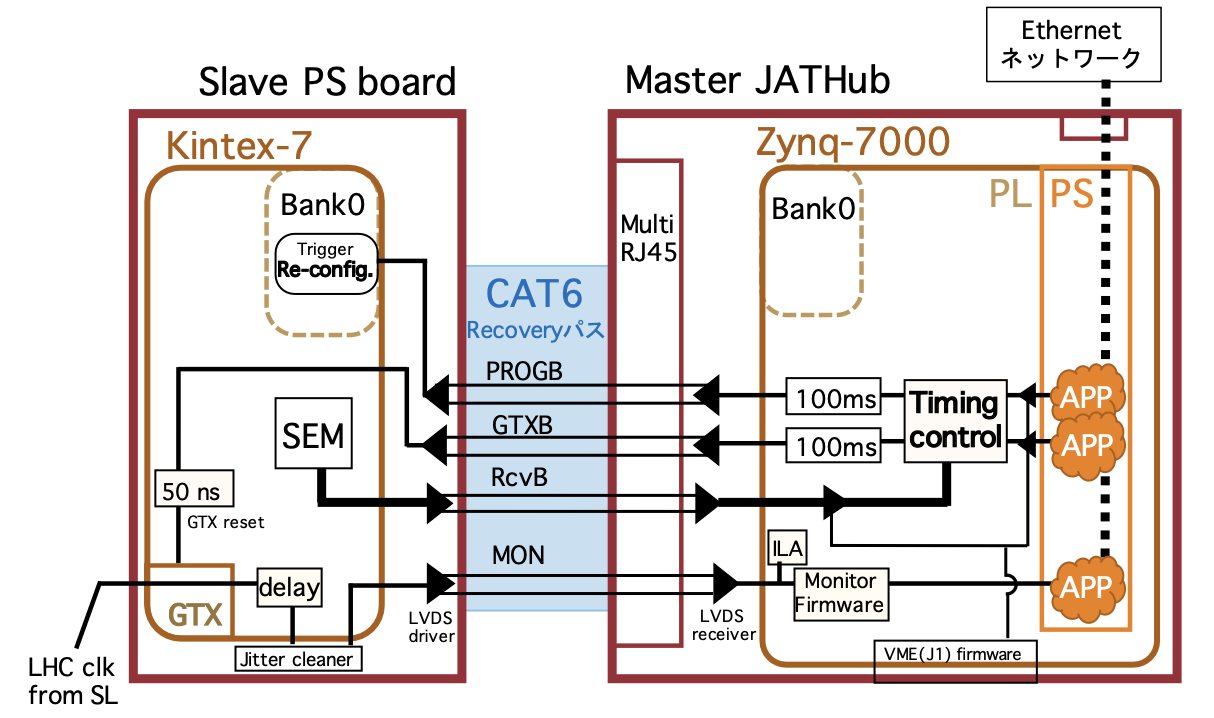 Ethernet
ネットワーク
Slave PS board
Master JATHub
Kintex-7
Zynq-7000
Bank0
Trigger
Re-config.
Multi
RJ45
Bank0
PL
PS
CAT6
Recoveryパス
PROGB
100ms
Timing
control
APP
GTXB
100ms
APP
SEM
RcvB
50 ns
GTX reset
MON
ILA
delay
Monitor
Firmware
APP
GTX
LVDS
driver
LVDS
receiver
Jitter cleaner
VME(J1) firmware
LHC clk
from SL